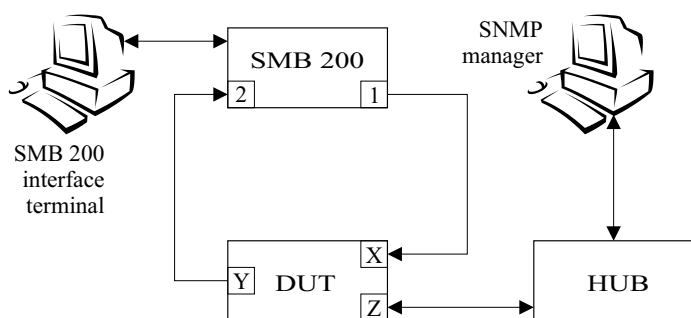 SNMP
manager
SMB 200
2
1
SMB 200
interface
terminal
X
Y
DUT
HUB
Z